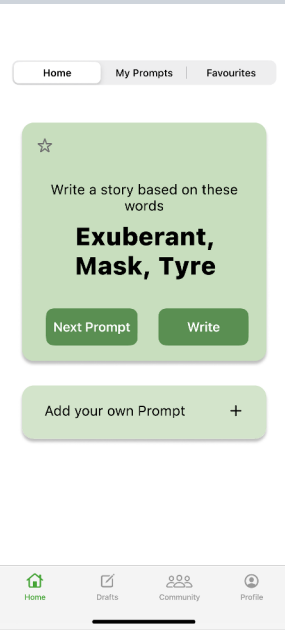 Home My Prompts Favourites
Write a story based on these
words
Exuberant,
Mask, Tyre
Next Prompt Write
Add your own Prompt +
Home Drafts Community Profile